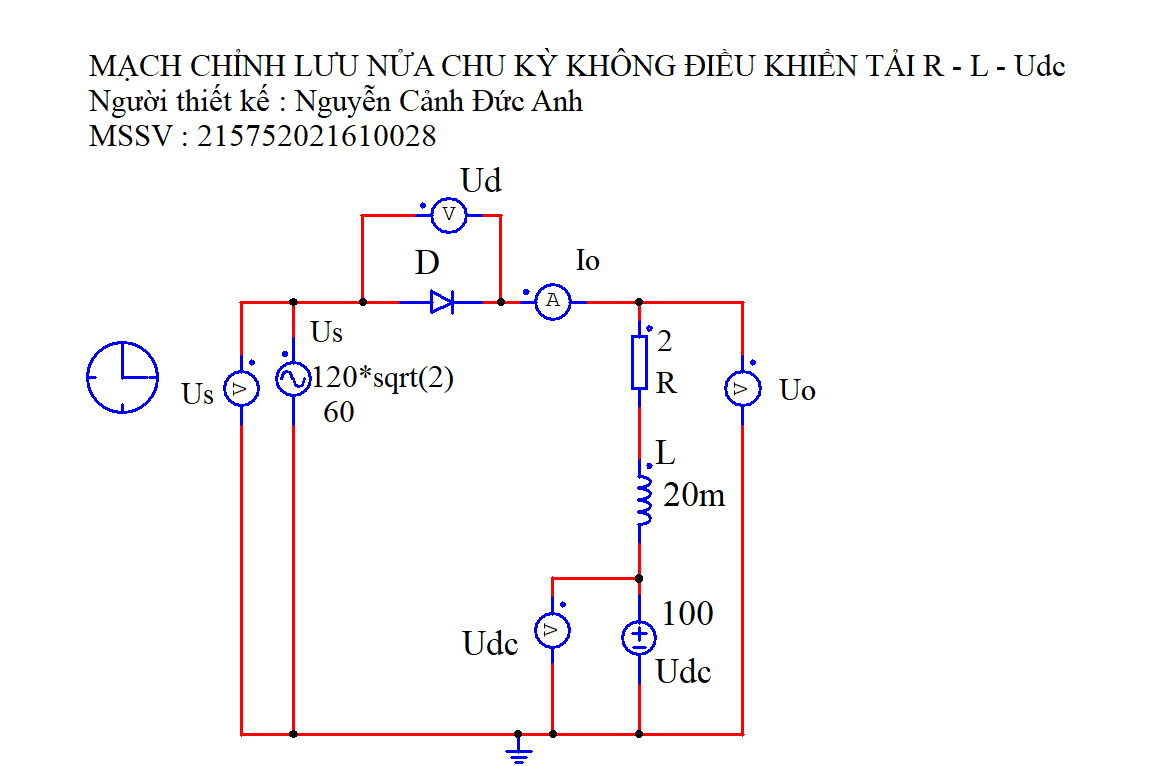 MẠCH CHỈNH LƯU NỬA CHU KỲ KHÔNG ĐIỀU KHIỂN TẢI R - L - Udc
Người thiết kế : Nguyễn Cảnh Đức Anh
MSSV : 215752021610028
Ud
V
D
Io
A
Us
120*sqrt(2)
60
Us
V
2
R
V
Uo
L
20m
100
Udc
V
Udc